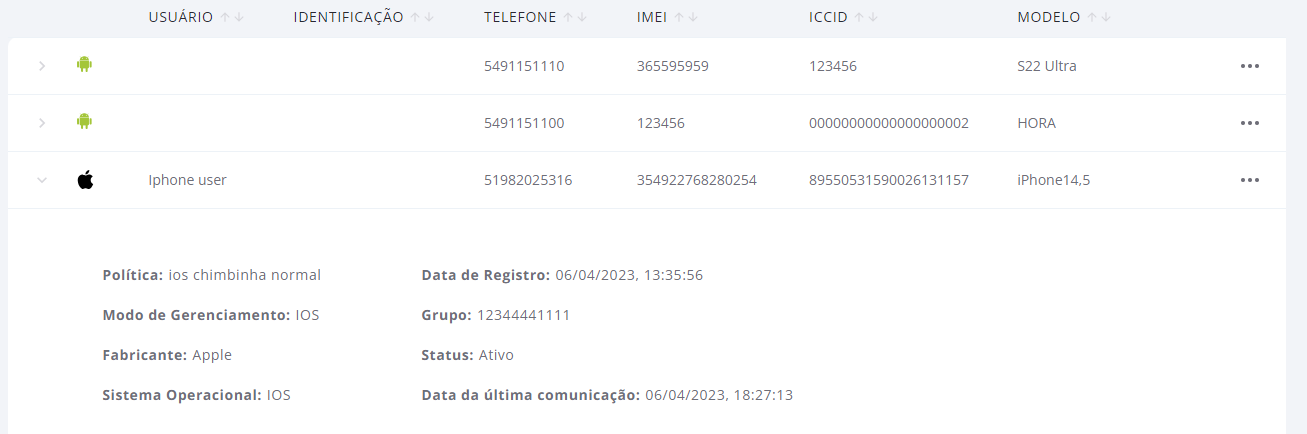 USUÁRIO IDENTIFICAÇÃO TELEFONE IMEI ICCID MODELO
5491151110 365595959 123456 S22 Ultra
5491151100 123456 00000000000000000002 HORA
Iphone user 51982025316 354922768280254 89550531590026131157 iPhone14,5
Política: ios chimbinha normal Data de Registro: 06/04/2023, 13:35:56
Modo de Gerenciamento: IOS Grupo: 12344441111
Fabricante: Apple Status: Ativo
Sistema Operacional: IOS Data da última comunicação: 06/04/2023, 18:27:13